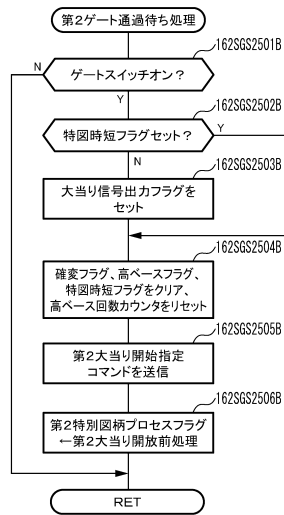 第2ゲート通過待ち処理
162SGS2501B
N
ゲートスイッチオン?
Y
162SGS2502B
特図時短フラグセット?
Y
N
162SGS2503B
大当り信号出力フラグを
セット
162SGS2504B
確変フラグ、高ベースフラグ、
特図時短フラグをクリア、
高ベース回数カウンタをリセット
162SGS2505B
第2大当り開始指定
コマンドを送信
162SGS2506B
第2特別図柄プロセスフラグ
←第2大当り開放前処理
RET